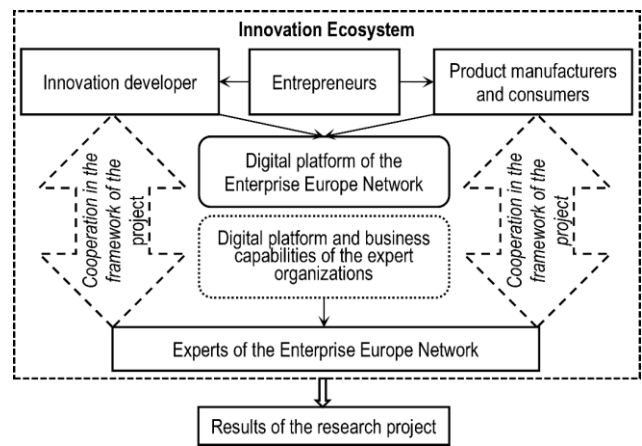 Innovation Ecosystem
Innovation developer
Entrepreneurs
Product manufacturers
and consumers
Digital platform of the
Enterprise Europe Network
Cooperation in the
framework of the
project
Digital platform and business
capabilities of the expert
organizations
Cooperation in the
framework of the
project
Experts of the Enterprise Europe Network
Results of the research project